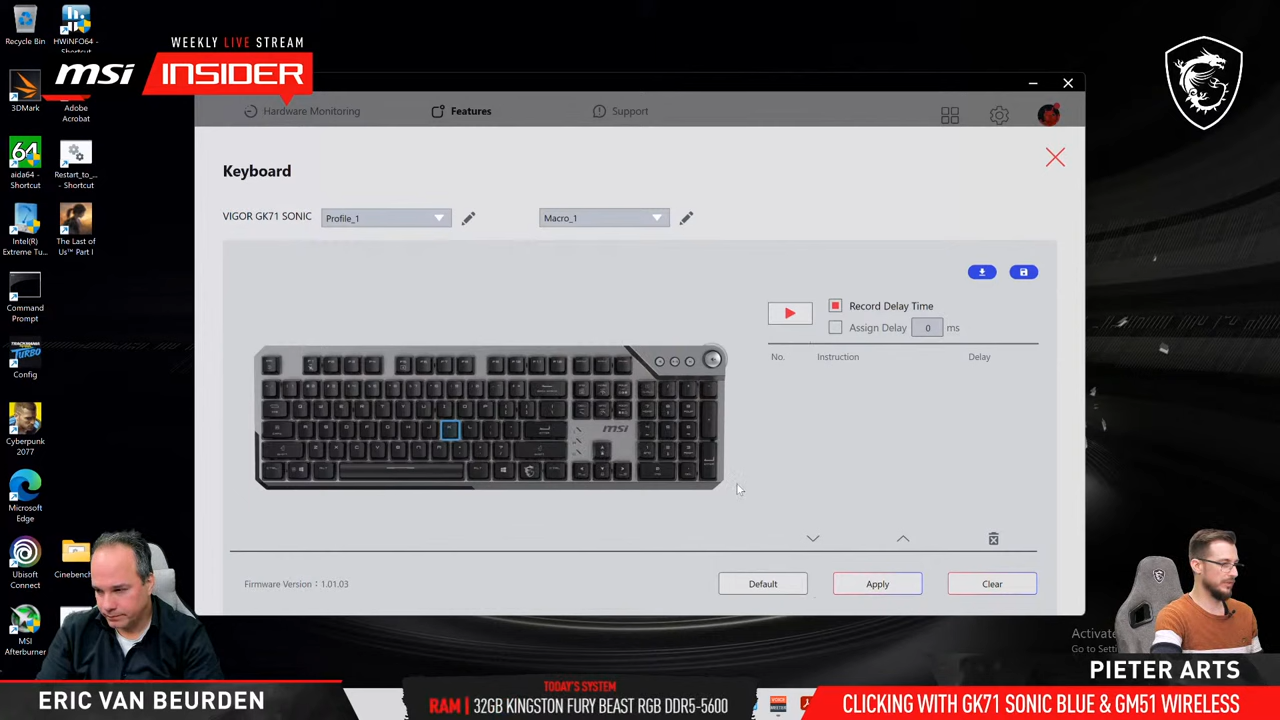 WEEKLY LIVE STREAM
msi INSIDER
Recycle Bin
HWiNFO64 -
Shortcut
3DMark
Adobe
Acrobat
aida64 -
Shortcut
Restart_to_...
- Shortcut
Intel(R)
Extreme Tu...
The Last of
Us™ Part I
Command
Prompt
Config
Cyberpunk
2077
Microsoft
Edge
Ubisoft
Connect
Cinebench
MSI
Afterburner
Hardware Monitoring
Features
Support
Keyboard
VIGOR GK71 SONIC
Profile_1
Macro_1
Record Delay Time
Assign Delay 0 ms
No. Instruction Delay
msi
Firmware Version : 1.01.03
Default
Apply
Clear
Activate
Go to Setti
PIETER ARTS
ERIC VAN BEURDEN
TODAY'S SYSTEM
RAM | 32GB KINGSTON FURY BEAST RGB DDR5-5600
CLICKING WITH GK71 SONIC BLUE & GM51 WIRELESS